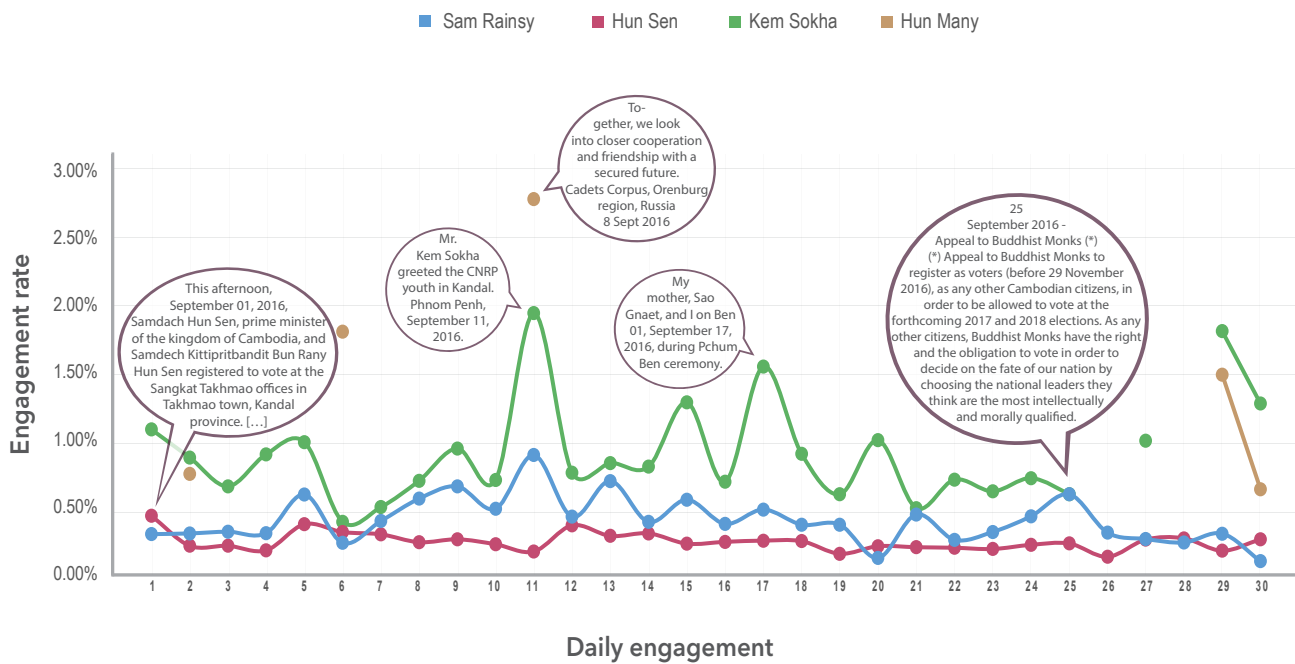 Sam Rainsy
Hun Sen
Kem Sokha
Hun Many
Engagement rate
3.00%
2.50%
2.00%
1.50%
1.00%
0.50%
0.00%
This afternoon,
September 01, 2016,
Samdach Hun Sen, prime minister
of the kingdom of Cambodia, and
Samdech Kittipritbandit Bun Rany
Hun Sen registered to vote at the
Sangkat Takhmao offices in
Takhmao town, Kandal
province. […]
Mr.
Kem Sokha
greeted the CNRP
youth in Kandal.
Phnom Penh,
September 11,
2016.
To-
gether, we look
into closer cooperation
and friendship with a
secured future.
Cadets Corpus, Orenburg
region, Russia
8 Sept 2016
My
mother, Sao
Gnaet, and I on Ben
01, September 17,
2016, during Pchum
Ben ceremony.
25
September 2016 -
Appeal to Buddhist Monks (*)
(*) Appeal to Buddhist Monks to
register as voters (before 29 November
2016), as any other Cambodian citizens, in
order to be allowed to vote at the
forthcoming 2017 and 2018 elections. As any
other citizens, Buddhist Monks have the right
and the obligation to vote in order to
decide on the fate of our nation by
choosing the national leaders they
think are the most intellectually
and morally qualified.
1 2 3 4 5 6 7 8 9 10 11 12 13 14 15 16 17 18 19 20 21 22 23 24 25 26 27 28 29 30
Daily engagement